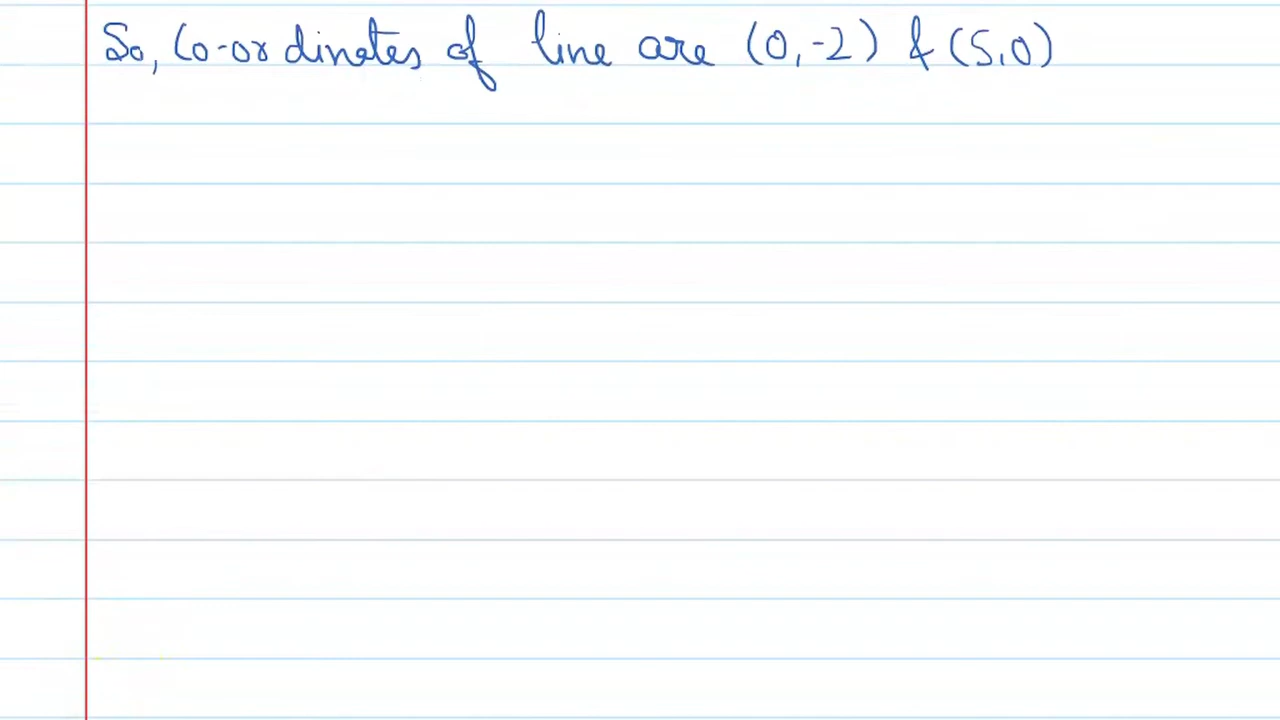 So, Co-ordinates of line are (0,-2) & (5,0)